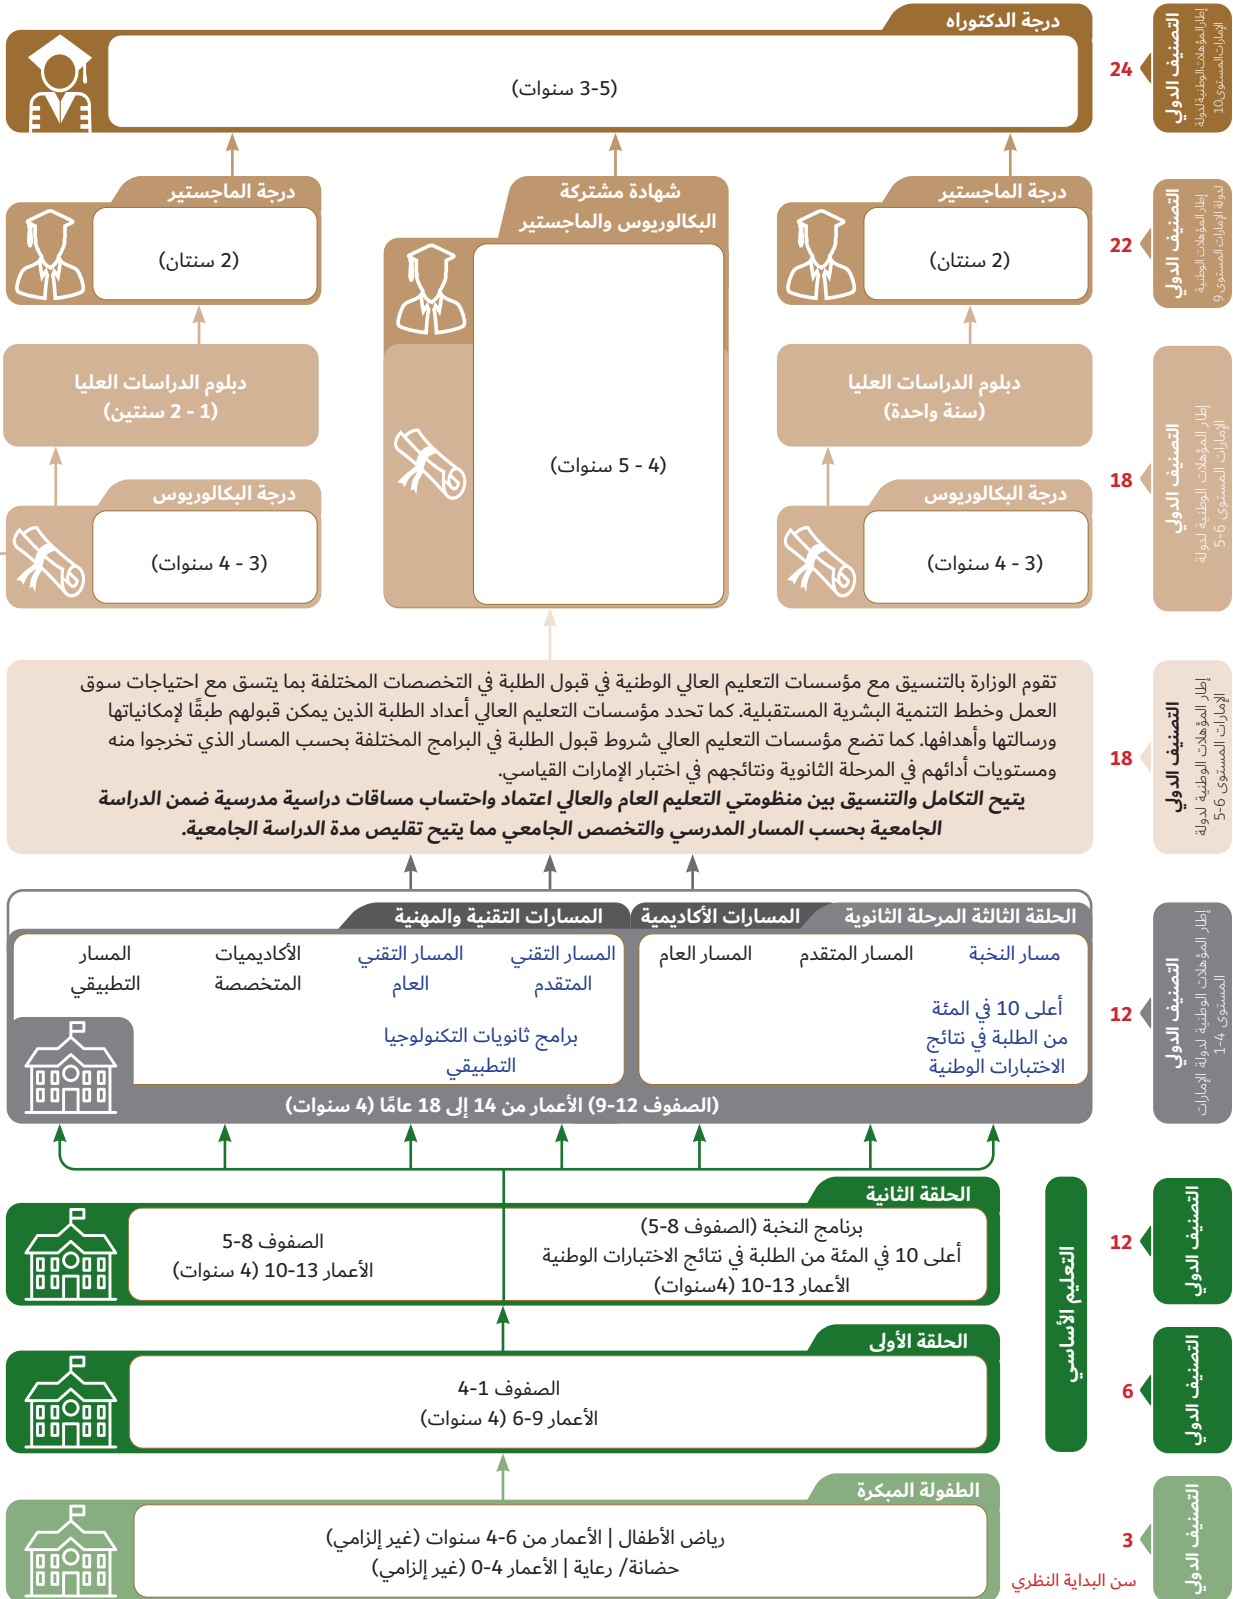 درجة الدكتوراه
(3-5 سنوات)
24
التصنيف الدولي
إطار المؤهلات الوطنية لدولة
الإمارات المستوى 10
درجة الماجستير
(2 سنتان)
شهادة مشتركة
البكالوريوس والماجستير
(4 - 5 سنوات)
درجة الماجستير
(2 سنتان)
22
التصنيف الدولي
إطار المؤهلات الوطنية
لدولة الإمارات المستوى 9
دبلوم الدراسات العليا
(سنة واحدة)
دبلوم الدراسات العليا
(1 - 2 سنتين)
درجة البكالوريوس
(3 - 4 سنوات)
درجة البكالوريوس
(3 - 4 سنوات)
18
التصنيف الدولي
إطار المؤهلات الوطنية لدولة
الإمارات المستوى 6-5
تقوم الوزارة بالتنسيق مع مؤسسات التعليم العالي الوطنية في قبول الطلبة في التخصصات المختلفة بما يتسق مع احتياجات سوق
العمل وخطط التنمية البشرية المستقبلية. كما تحدد مؤسسات التعليم العالي أعداد الطلبة الذين يمكن قبولهم طبقًا لإمكانياتها
ورسالتها وأهدافها. كما تضع مؤسسات التعليم العالي شروط قبول الطلبة في البرامج المختلفة بحسب المسار الذي تخرجوا منه
ومستويات أدائهم في المرحلة الثانوية ونتائجهم في اختبار الإمارات القياسي.
يتيح التكامل والتنسيق بين منظومتي التعليم العام والعالي اعتماد واحتساب مساقات دراسية مدرسية ضمن الدراسة
الجامعية بحسب المسار المدرسي والتخصص الجامعي مما يتيح تقليص مدة الدراسة الجامعية.
18
التصنيف الدولي
إطار المؤهلات الوطنية لدولة
الإمارات المستوى 6-5
الحلقة الثالثة المرحلة الثانوية
المسارات الأكاديمية
المسارات التقنية والمهنية
مسار النخبة
أعلى 10 في المئة
من الطلبة في نتائج
الاختبارات الوطنية
المسار المتقدم
المسار العام
المسار التقني
المتقدم
المسار التقني
العام
برامج ثانويات التكنولوجيا
التطبيقي
الأكاديميات
المتخصصة
المسار
التطبيقي
(الصفوف 12-9) الأعمار من 14 إلى 18 عامًا (4 سنوات)
12
التصنيف الدولي
إطار المؤهلات الوطنية لدولة الإمارات
المستوى 4-1
التعليم الأساسي
الحلقة الثانية
برنامج النخبة (الصفوف 8-5)
أعلى 10 في المئة من الطلبة في نتائج الاختبارات الوطنية
الأعمار 13-10 (4سنوات)
الصفوف 8-5
الأعمار 13-10 (4 سنوات)
12
التصنيف الدولي
الحلقة الأولى
الصفوف 1-4
الأعمار 9-6 (4 سنوات)
6
التصنيف الدولي
الطفولة المبكرة
رياض الأطفال | الأعمار من 6-4 سنوات (غير إلزامي)
حضانة/ رعاية | الأعمار 4-0 (غير إلزامي)
3
سن البداية النظري
التصنيف الدولي